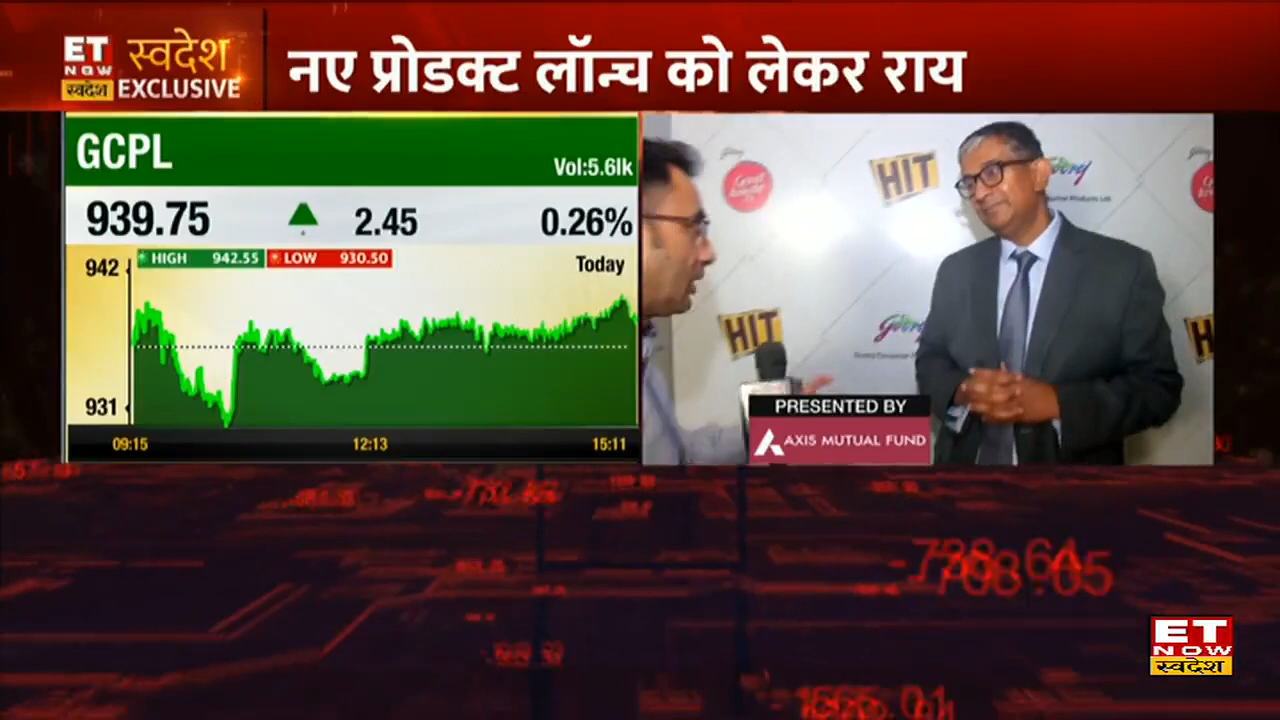 ET
NOW
स्वदेश
स्वदेश
EXCLUSIVE
नए प्रोडक्ट लॉन्च को लेकर राय
GCPL
Vol:5.6lk
939.75
2.45
0.26%
HIGH 942.55
LOW 930.50
Today
942
931
09:15
12:13
15:11
HIT
HIT
Godrej
PRESENTED BY
AXIS MUTUAL FUND
ET
NOW
स्वदेश